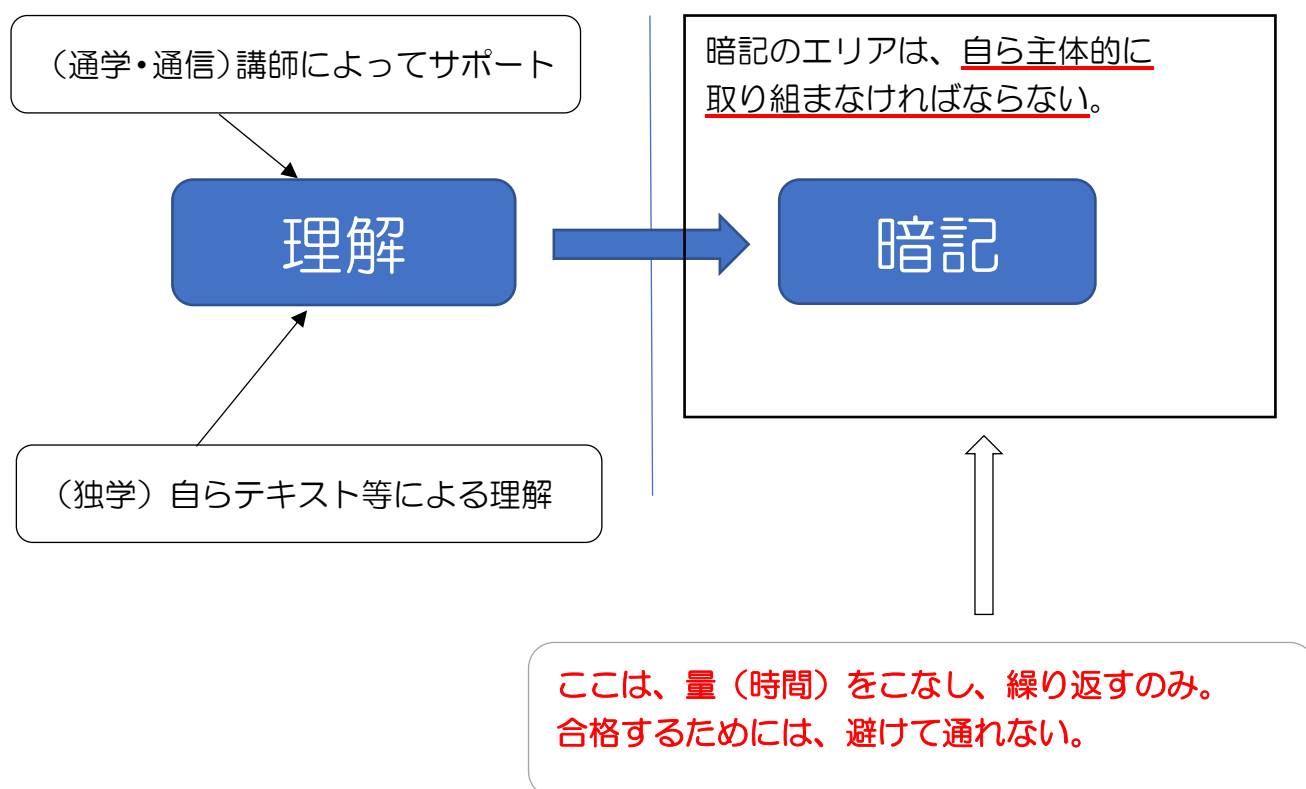 （通学・通信）講師によってサポート
暗記のエリアは、自ら主体的に
取り組まなければならない。
理解
暗記
（独学）自らテキスト等による理解
ここは、量（時間）をこなし、繰り返すのみ。
合格するためには、避けて通れない。